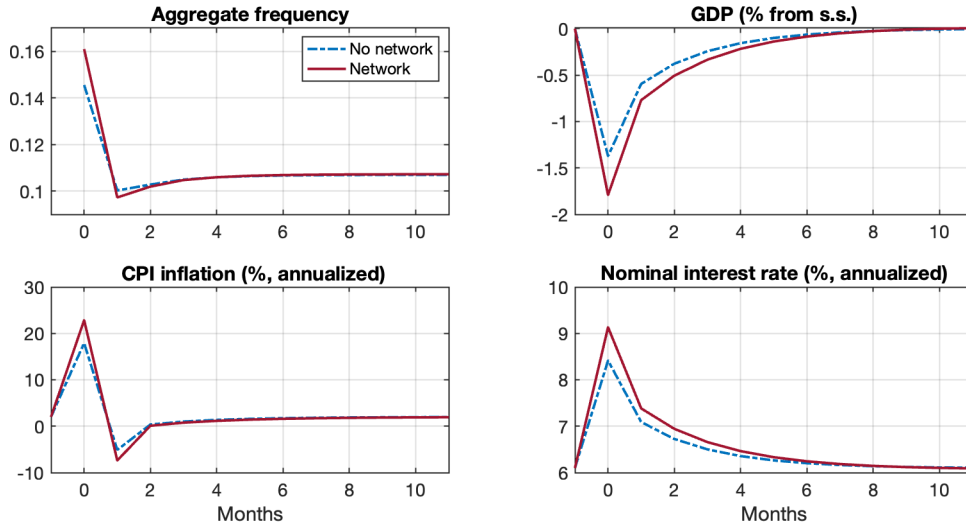 Aggregate frequency
0.16
0.14
0.12
0.1
0 2 4 6 8 10
No network
Network
GDP (% from s.s.)
0
-0.5
-1
-1.5
-2
0 2 4 6 8 10
CPI inflation (%, annualized)
30
20
10
0
-10
0 2 4 6 8 10
Months
Nominal interest rate (%, annualized)
10
9
8
7
6
0 2 4 6 8 10
Months